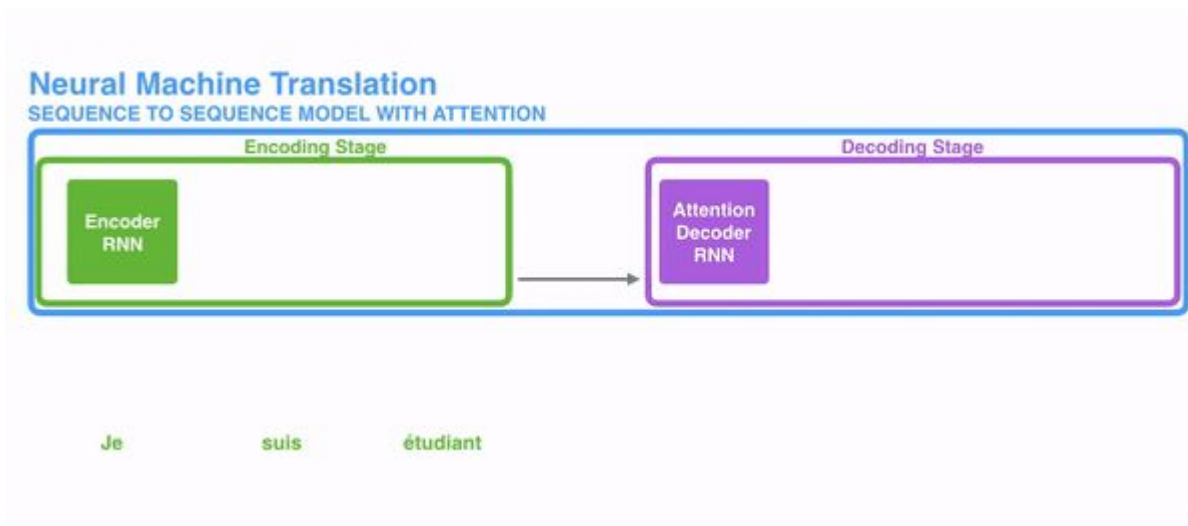 Neural Machine Translation
SEQUENCE TO SEQUENCE MODEL WITH ATTENTION
Encoding Stage
Decoding Stage
Encoder
RNN
Attention
Decoder
RNN
Je suis étudiant